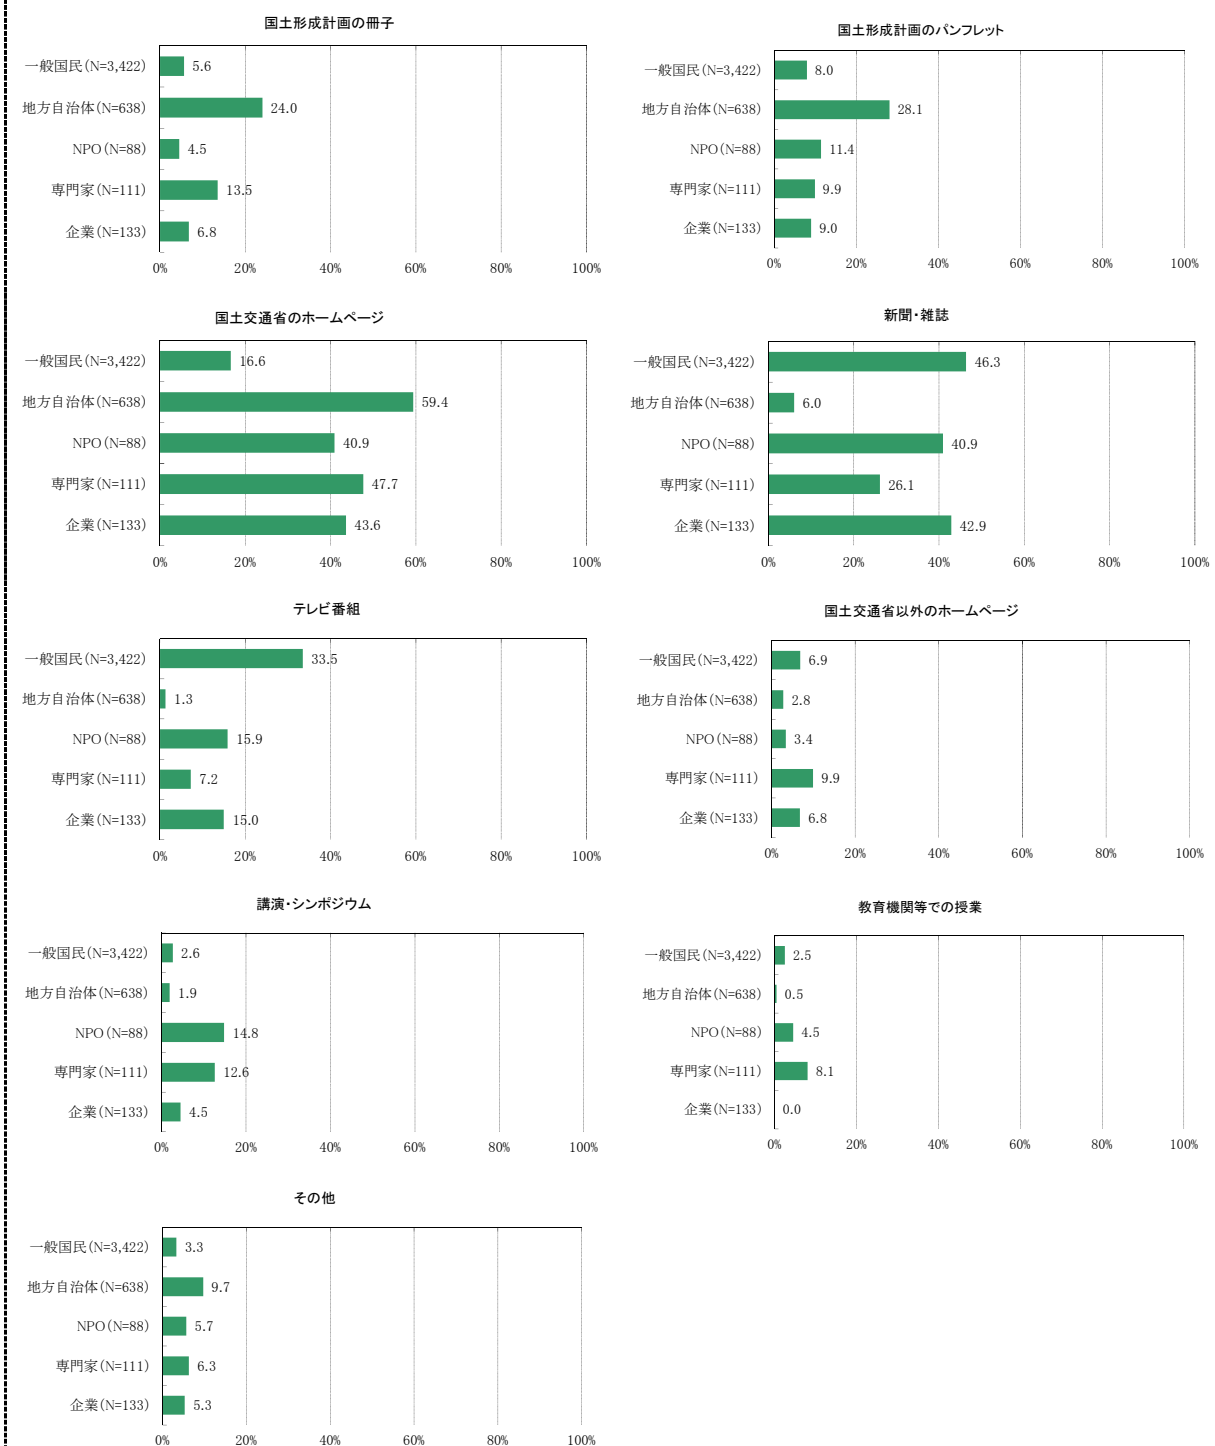 国土形成計画の冊子
一般国民(N=3,422) 5.6
地方自治体(N=638) 24.0
NPO(N=88) 4.5
専門家(N=111) 13.5
企業(N=133) 6.8
0% 20% 40% 60% 80% 100%
国土形成計画のパンフレット
一般国民(N=3,422) 8.0
地方自治体(N=638) 28.1
NPO(N=88) 11.4
専門家(N=111) 9.9
企業(N=133) 9.0
0% 20% 40% 60% 80% 100%
国土交通省のホームページ
一般国民(N=3,422) 16.6
地方自治体(N=638) 59.4
NPO(N=88) 40.9
専門家(N=111) 47.7
企業(N=133) 43.6
0% 20% 40% 60% 80% 100%
新聞・雑誌
一般国民(N=3,422) 46.3
地方自治体(N=638) 6.0
NPO(N=88) 40.9
専門家(N=111) 26.1
企業(N=133) 42.9
0% 20% 40% 60% 80% 100%
テレビ番組
一般国民(N=3,422) 33.5
地方自治体(N=638) 1.3
NPO(N=88) 15.9
専門家(N=111) 7.2
企業(N=133) 15.0
0% 20% 40% 60% 80% 100%
国土交通省以外のホームページ
一般国民(N=3,422) 6.9
地方自治体(N=638) 2.8
NPO(N=88) 3.4
専門家(N=111) 9.9
企業(N=133) 6.8
0% 20% 40% 60% 80% 100%
講演・シンポジウム
一般国民(N=3,422) 2.6
地方自治体(N=638) 1.9
NPO(N=88) 14.8
専門家(N=111) 12.6
企業(N=133) 4.5
0% 20% 40% 60% 80% 100%
教育機関等での授業
一般国民(N=3,422) 2.5
地方自治体(N=638) 0.5
NPO(N=88) 4.5
専門家(N=111) 8.1
企業(N=133) 0.0
0% 20% 40% 60% 80% 100%
その他
一般国民(N=3,422) 3.3
地方自治体(N=638) 9.7
NPO(N=88) 5.7
専門家(N=111) 6.3
企業(N=133) 5.3
0% 20% 40% 60% 80% 100%